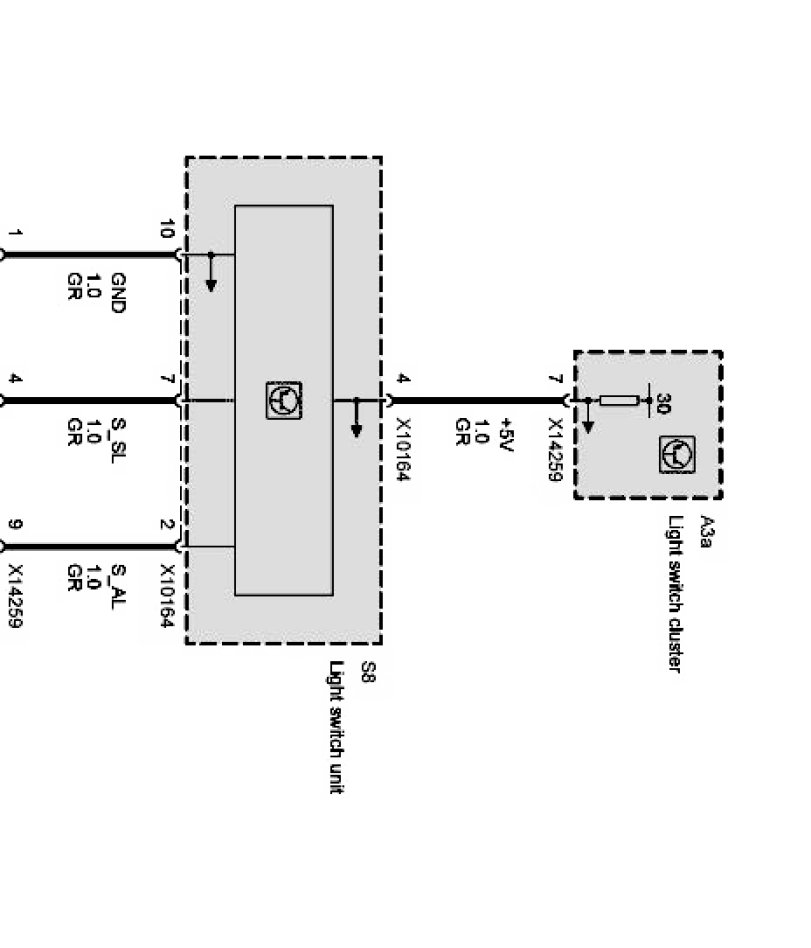 A3a
Light switch cluster
30
7
X14259
+5V
1.0
GR
4
X10164
S8
Light switch unit
10
7
2
X10164
GND
1.0
GR
S_SL
1.0
GR
S_AL
1.0
GR
1
4
9
X14259